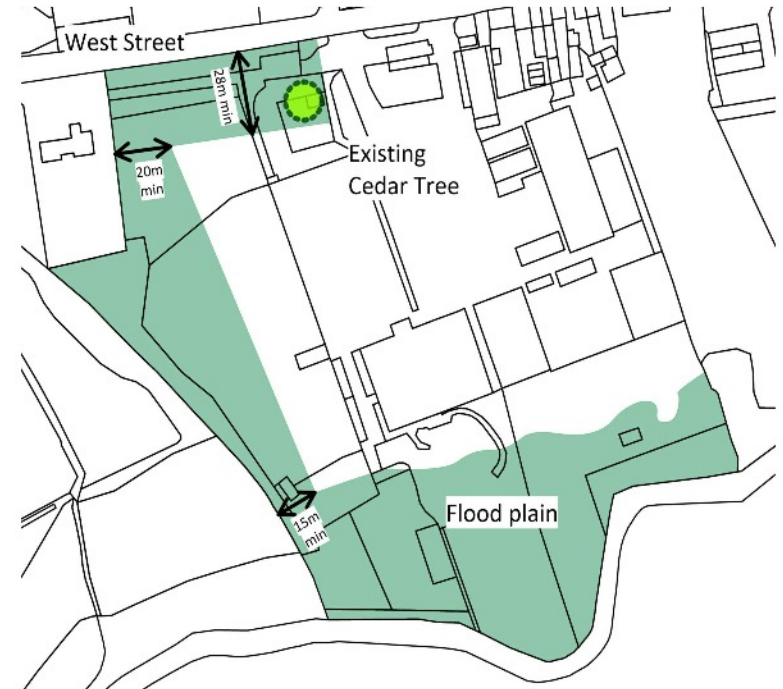 West Street
28m min
20m
min
Existing
Cedar Tree
Flood plain
15m
min